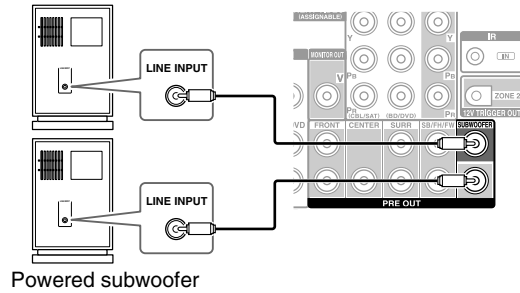 (ASSIGNABLE)
IR
Y
Y
IN
MONITOR OUT
LINE INPUT
V
PB
PB
ZONE 2
PR
PR
(CBL/SAT)
(BD/DVD)
12V TRIGGER OUT
FRONT
CENTER
SURR
SB/FH/FW
SUBWOOFER
LINE INPUT
PRE OUT
Powered subwoofer